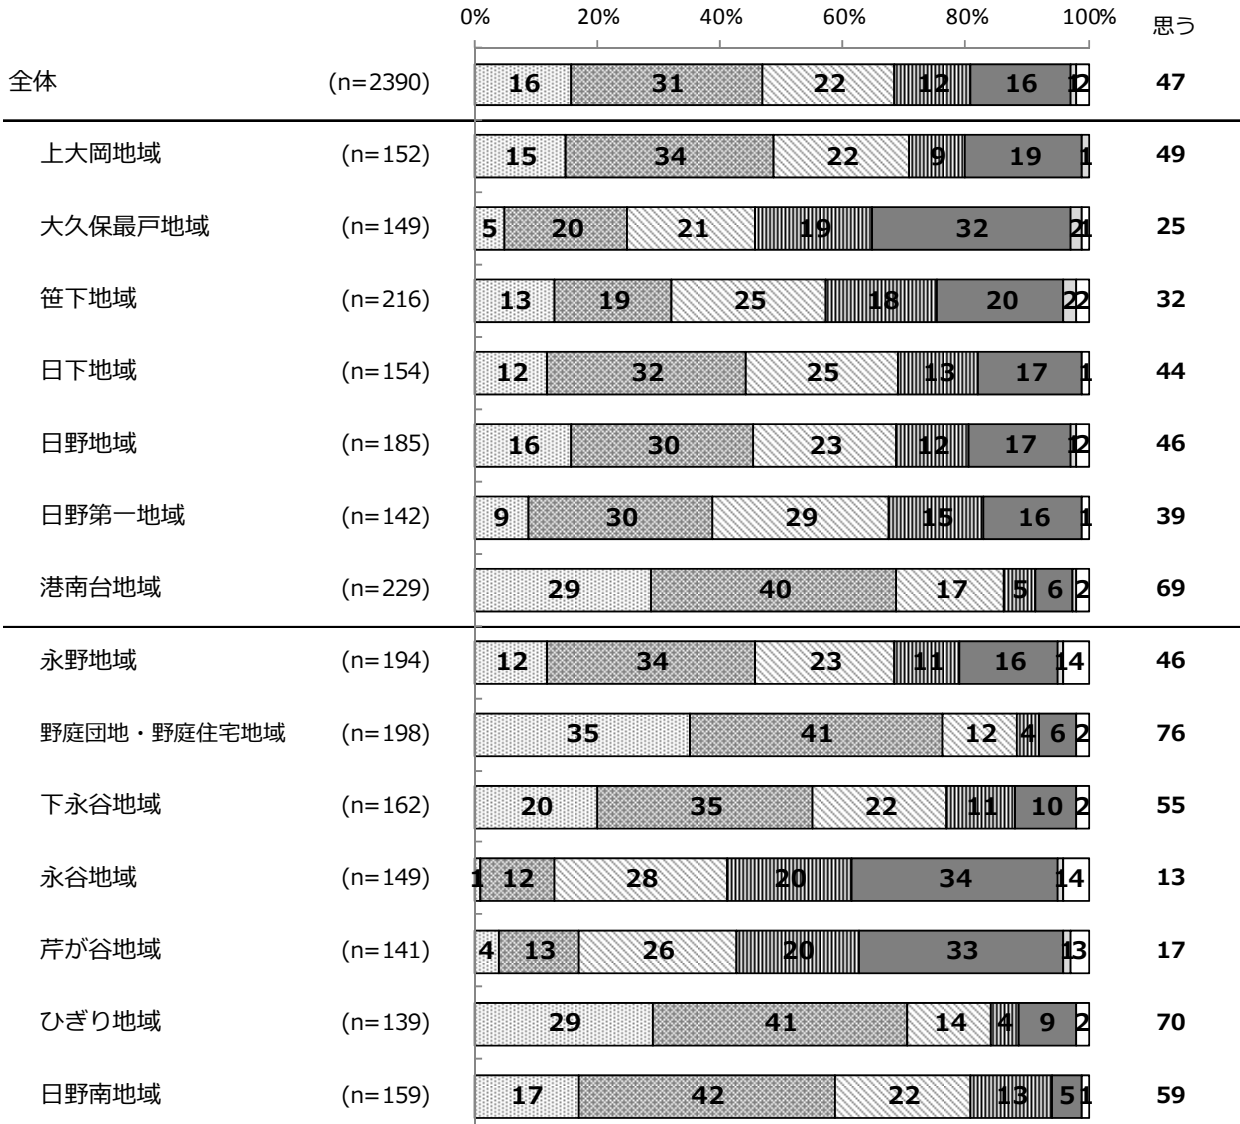 0% 20% 40% 60% 80% 100% 思う
全体 (n=2390) 16 31 22 12 16 1 2 47
上大岡地域 (n=152) 15 34 22 9 19 1 49
大久保最戸地域 (n=149) 5 20 21 19 32 2 1 25
笹下地域 (n=216) 13 19 25 18 20 2 2 32
日下地域 (n=154) 12 32 25 13 17 1 44
日野地域 (n=185) 16 30 23 12 17 1 2 46
日野第一地域 (n=142) 9 30 29 15 16 1 39
港南台地域 (n=229) 29 40 17 5 6 2 69
永野地域 (n=194) 12 34 23 11 16 1 4 46
野庭団地・野庭住宅地域 (n=198) 35 41 12 4 6 2 76
下永谷地域 (n=162) 20 35 22 11 10 2 55
永谷地域 (n=149) 1 12 28 20 34 1 4 13
芹が谷地域 (n=141) 4 13 26 20 33 1 3 17
ひぎり地域 (n=139) 29 41 14 4 9 2 70
日野南地域 (n=159) 17 42 22 13 5 1 59